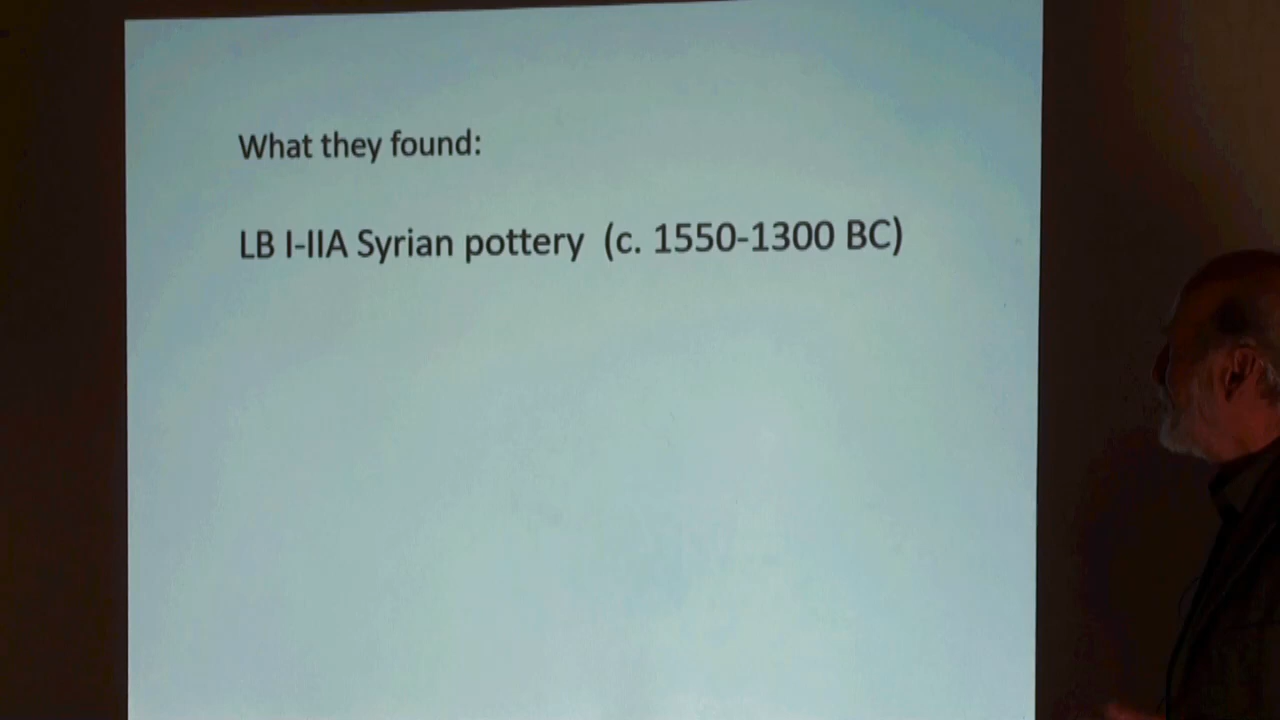 What they found:
LB I-IIA Syrian pottery (c. 1550-1300 BC)